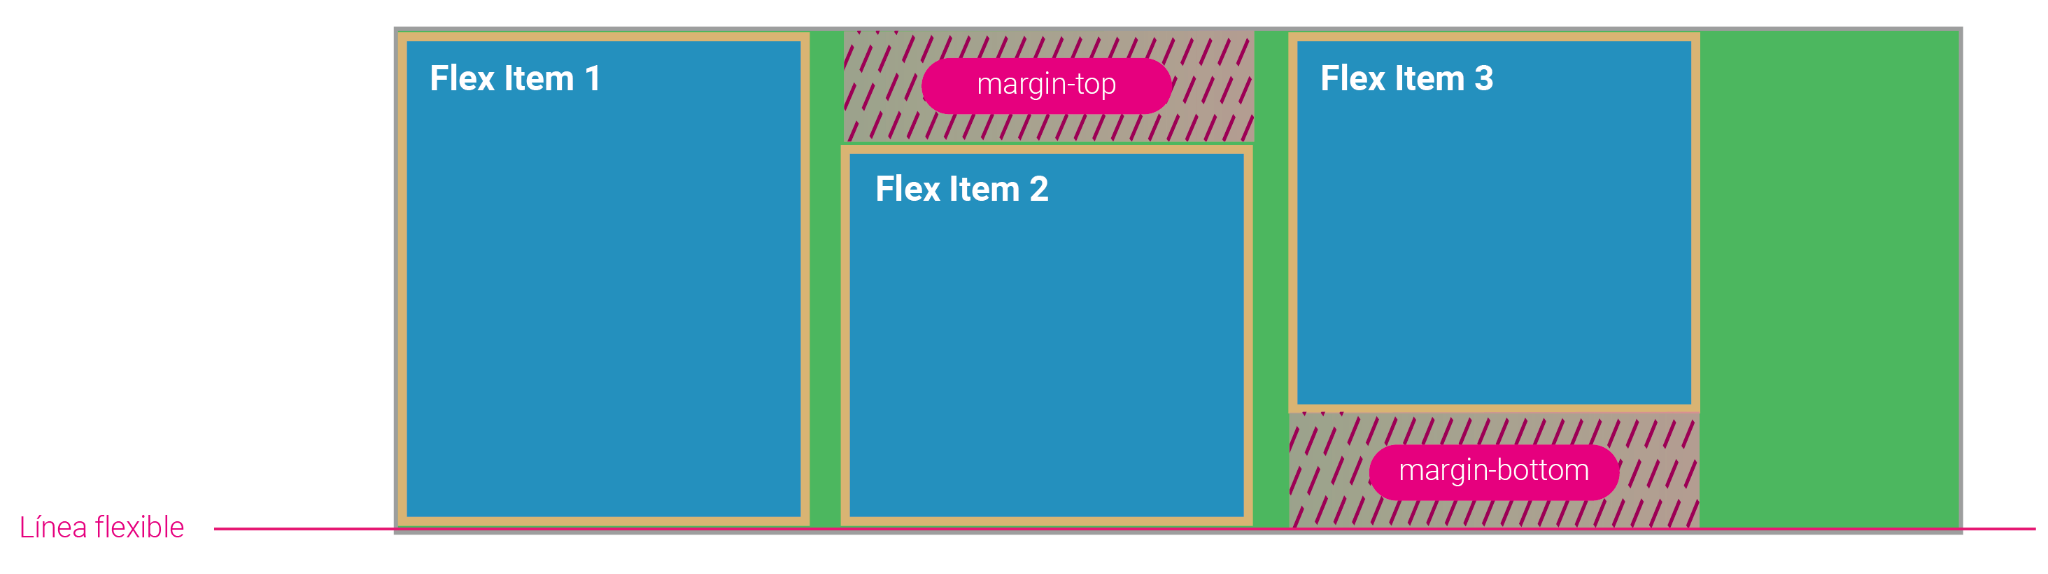 Flex Item 1
margin-top
Flex Item 3
Flex Item 2
margin-bottom
Línea flexible